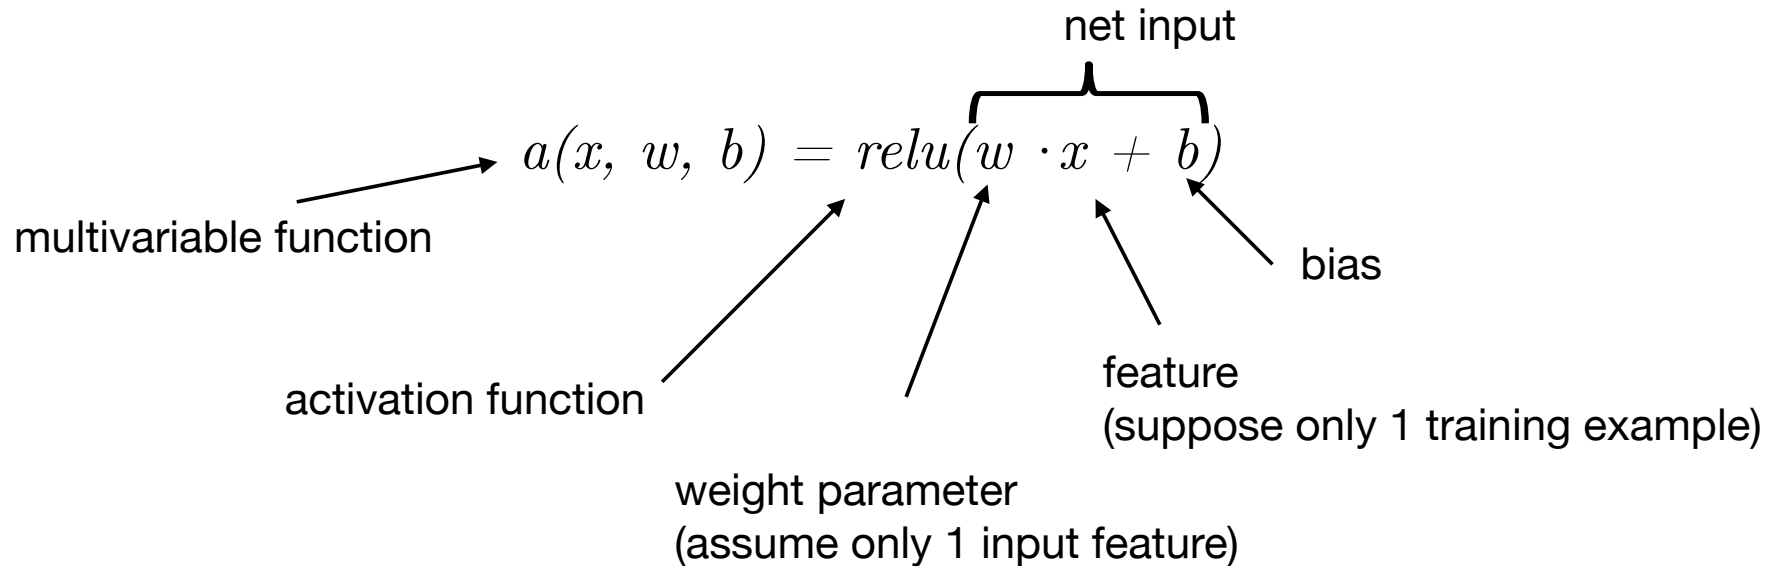 net input
a(x, w, b) = relu(w · x + b)
multivariable function
bias
activation function
feature
(suppose only 1 training example)
weight parameter
(assume only 1 input feature)